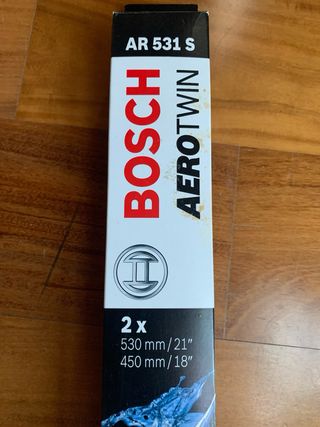 AR 531 S
BOSCH
AEROTWIN
2 x
530 mm/21"
450 mm/18"